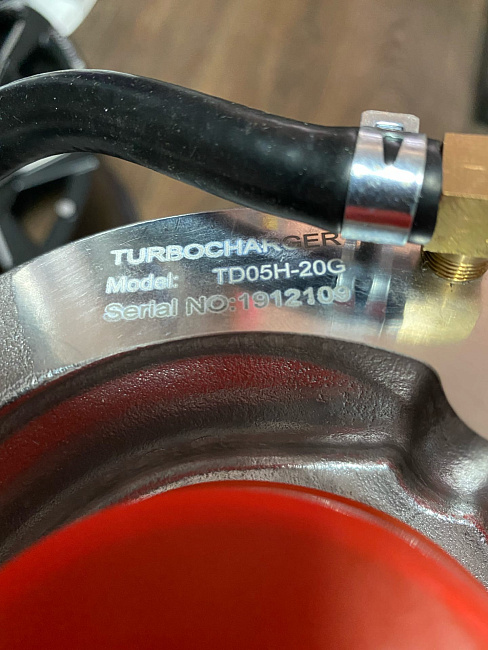 TURBOCHARGER
Model: TD05H-20G
Serial NO:1912109